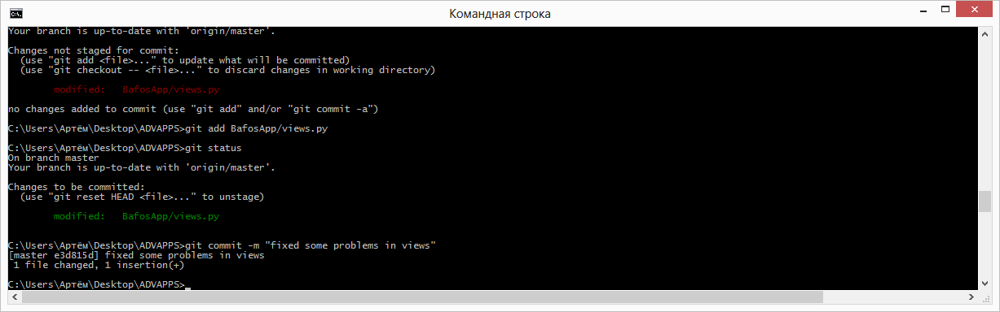 Командная строка
Your branch is up-to-date with 'origin/master'.
Changes not staged for commit:
  (use "git add <file>..." to update what will be committed)
  (use "git checkout -- <file>..." to discard changes in working directory)
        modified:   BafosApp/views.py
no changes added to commit (use "git add" and/or "git commit -a")
C:\Users\Артём\Desktop\ADVAPPS>git add BafosApp/views.py
C:\Users\Артём\Desktop\ADVAPPS>git status
On branch master
Your branch is up-to-date with 'origin/master'.
Changes to be committed:
  (use "git reset HEAD <file>..." to unstage)
        modified:   BafosApp/views.py
C:\Users\Артём\Desktop\ADVAPPS>git commit -m "fixed some problems in views"
[master e3d815d] fixed some problems in views
 1 file changed, 1 insertion(+)
C:\Users\Артём\Desktop\ADVAPPS>